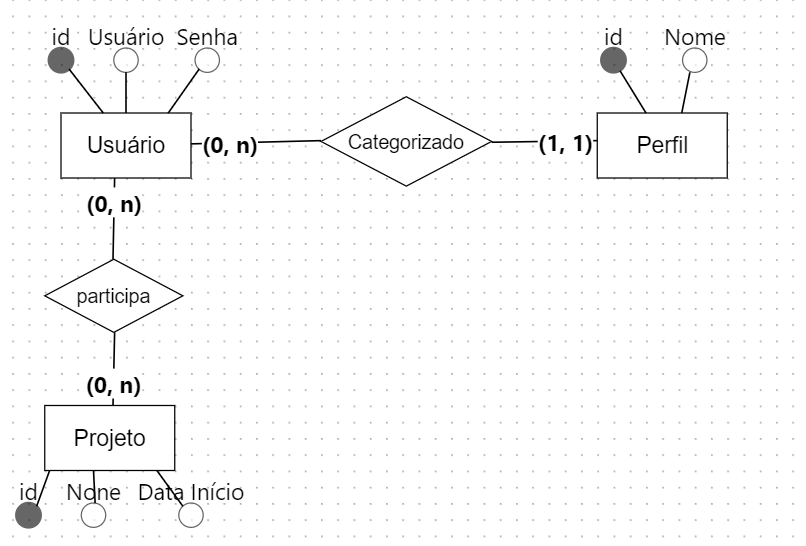 id Usuário Senha
id Nome
Usuário (0, n) Categorizado (1, 1) Perfil
(0, n)
participa
(0, n)
Projeto
id None Data Início